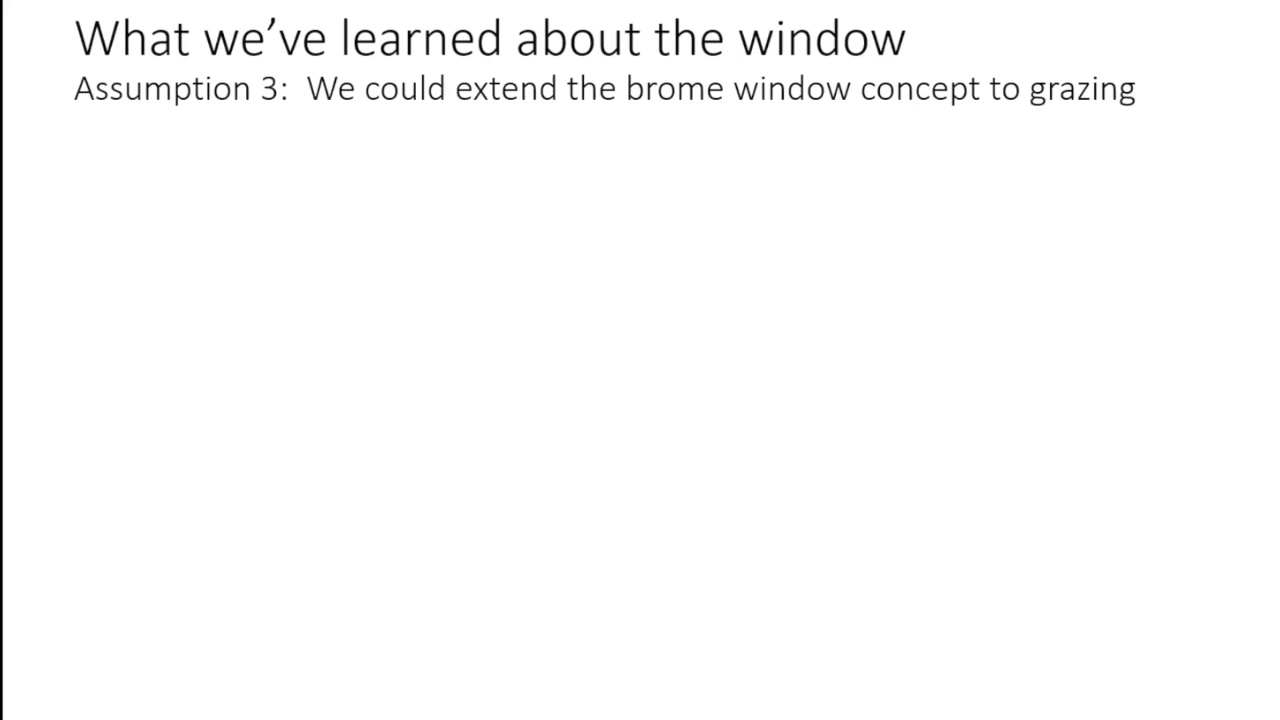 What we’ve learned about the window
Assumption 3:  We could extend the brome window concept to grazing